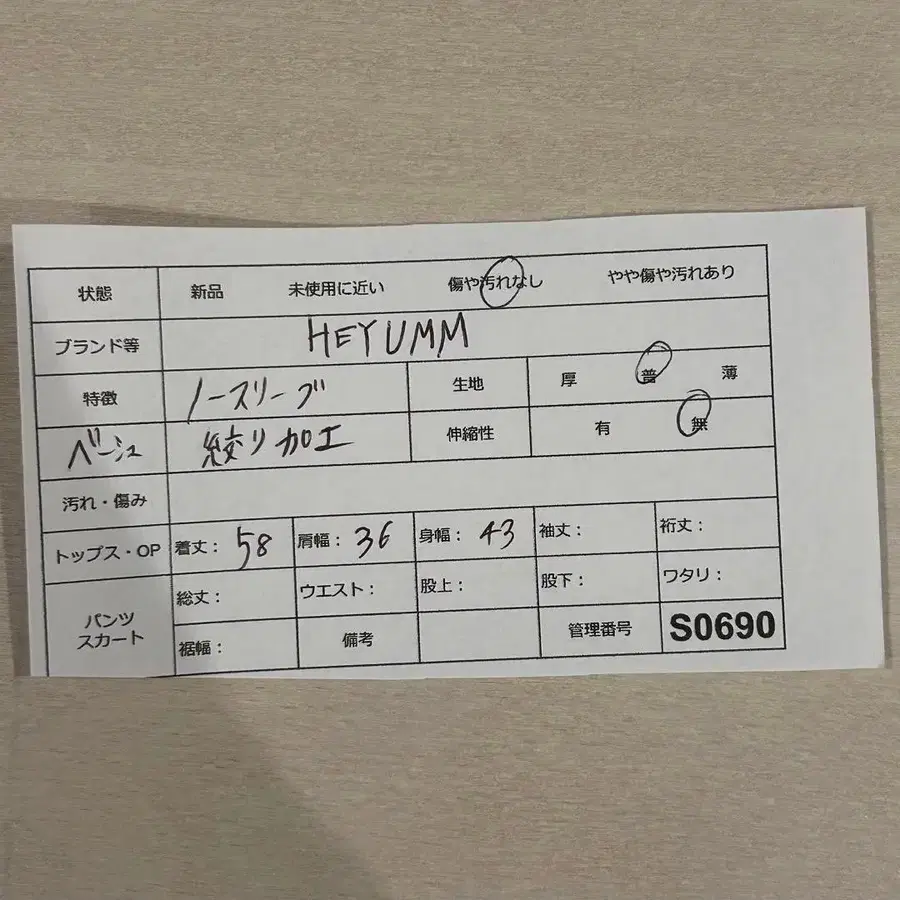 状態 新品 未使用に近い 傷や汚れなし やや傷や汚れあり
ブランド等 HEYUMM
特徴 ノースリーブ 生地 厚 普 薄
ベージュ 絞り加工 伸縮性 有 無
汚れ・傷み
トップス・OP 着丈： 58 肩幅： 36 身幅： 43 袖丈： 裄丈：
パンツ スカート 総丈： ウエスト： 股上： 股下： ワタリ：
裾幅： 備考 管理番号 S0690